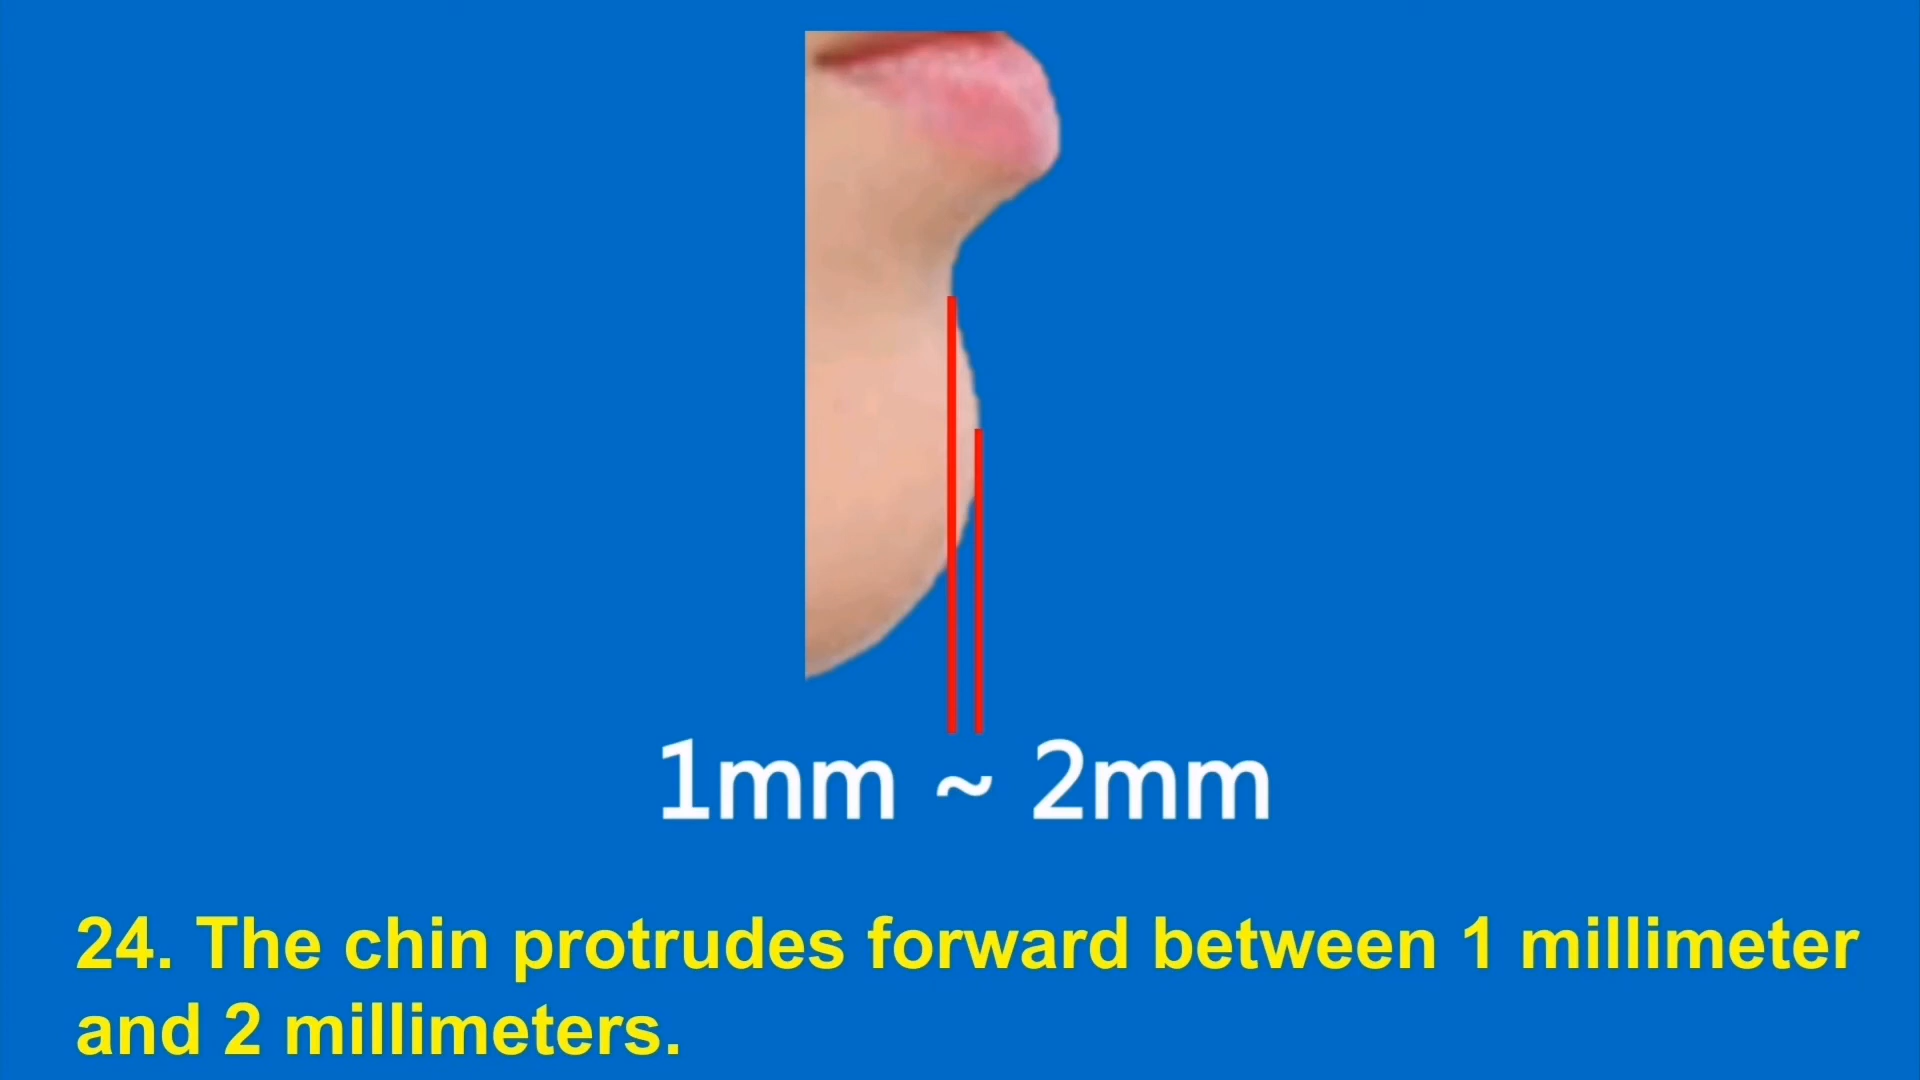 1mm ~ 2mm
24. The chin protrudes forward between 1 millimeter
and 2 millimeters.